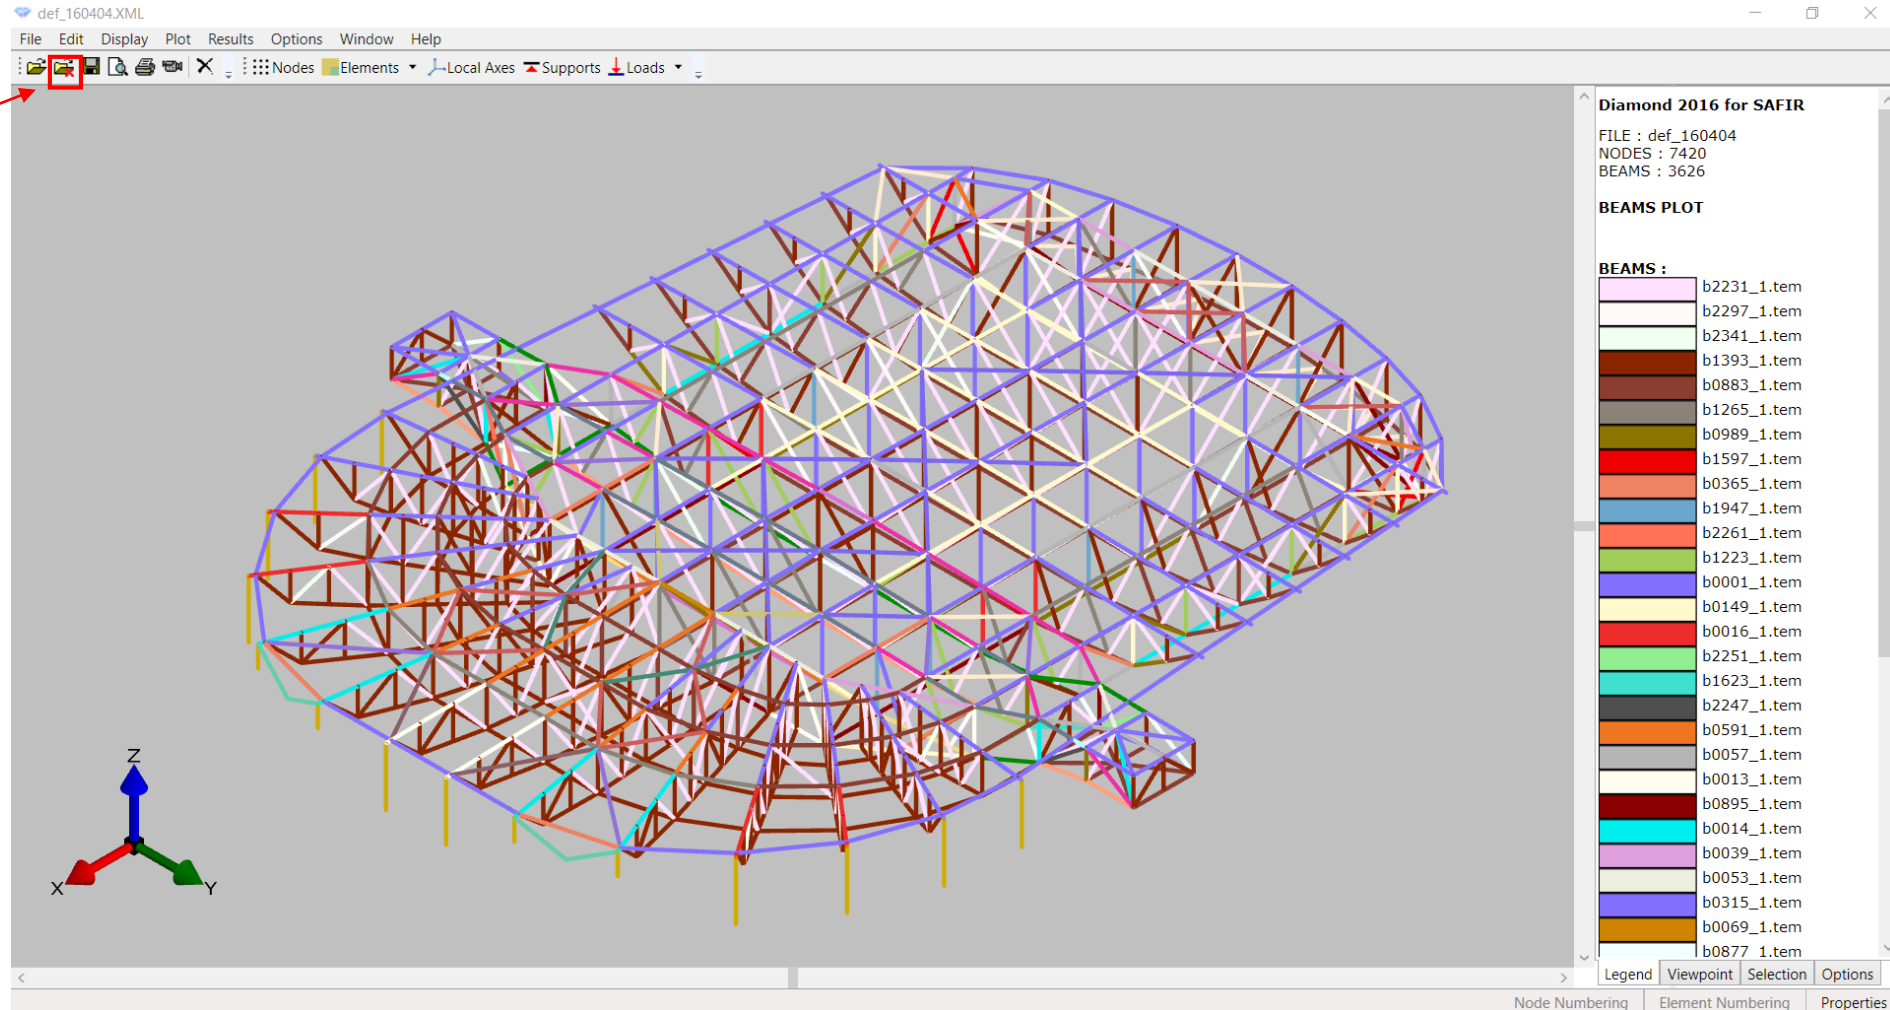 def_160404.XML
File Edit Display Plot Results Options Window Help
Nodes Elements Local Axes Supports Loads
Diamond 2016 for SAFIR
FILE : def_160404
NODES : 7420
BEAMS : 3626
BEAMS PLOT
BEAMS :
b2231_1.tem
b2297_1.tem
b2341_1.tem
b1393_1.tem
b0883_1.tem
b1265_1.tem
b0989_1.tem
b1597_1.tem
b0365_1.tem
b1947_1.tem
b2261_1.tem
b1223_1.tem
b0001_1.tem
b0149_1.tem
b0016_1.tem
b2251_1.tem
b1623_1.tem
b2247_1.tem
b0591_1.tem
b0057_1.tem
b0013_1.tem
b0895_1.tem
b0014_1.tem
b0039_1.tem
b0053_1.tem
b0315_1.tem
b0069_1.tem
b0877_1.tem
Z
X
Y
Legend Viewpoint Selection Options
Node Numbering Element Numbering Properties